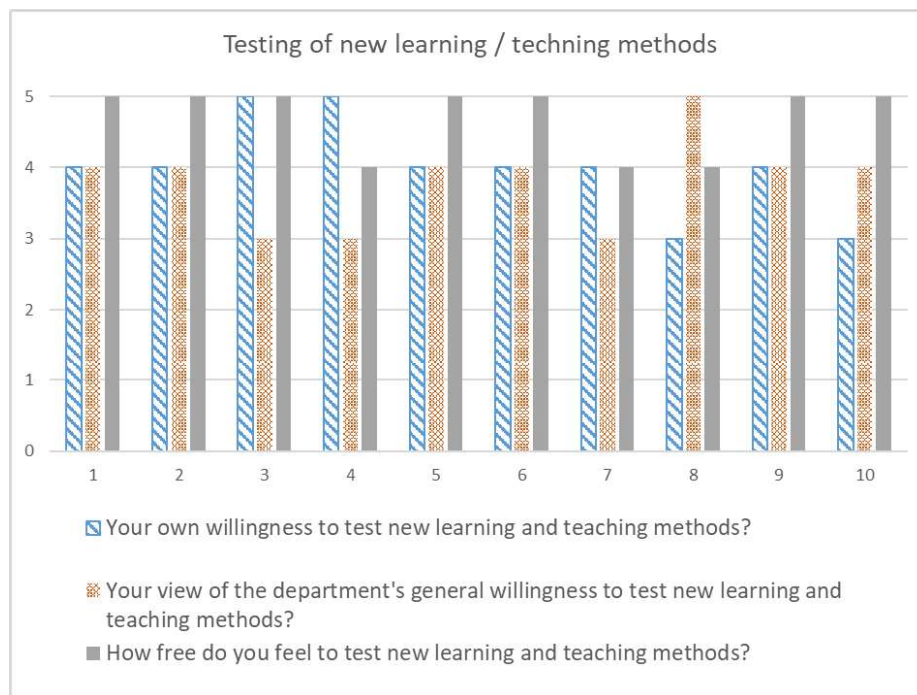 Testing of new learning / techning methods
5
4
3
2
1
0
1 2 3 4 5 6 7 8 9 10
Your own willingness to test new learning and teaching methods?
Your view of the department's general willingness to test new learning and
teaching methods?
How free do you feel to test new learning and teaching methods?